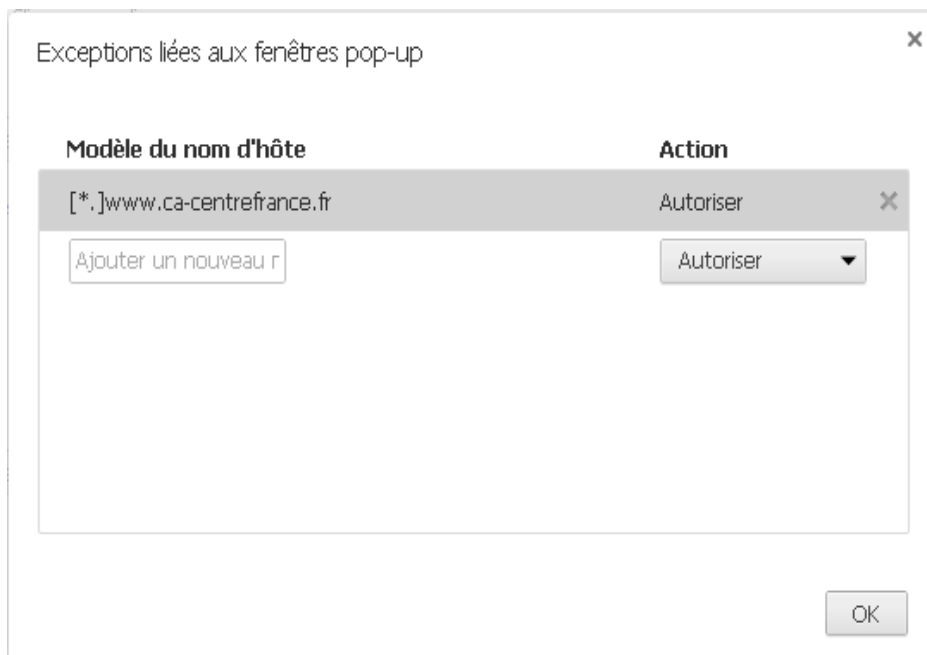 Exceptions liées aux fenêtres pop-up
Modèle du nom d'hôte Action
[*.]www.ca-centrefrance.fr Autoriser
Ajouter un nouveau r Autoriser
OK